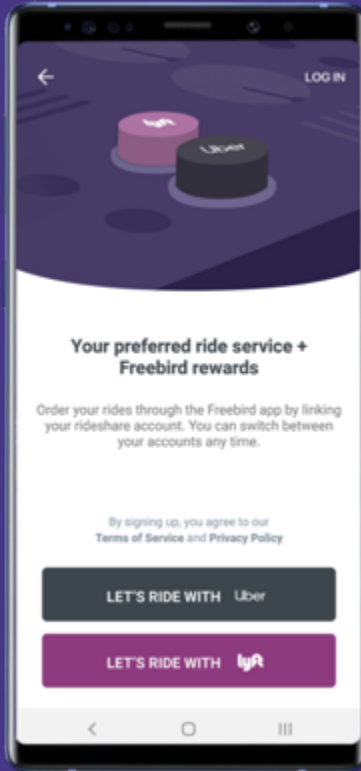 LOG IN
lyft
Uber
Your preferred ride service +
Freebird rewards
Order your rides through the Freebird app by linking
your rideshare account. You can switch between
your accounts any time.
By signing up, you agree to our
Terms of Service and Privacy Policy
LET'S RIDE WITH Uber
LET'S RIDE WITH lyft